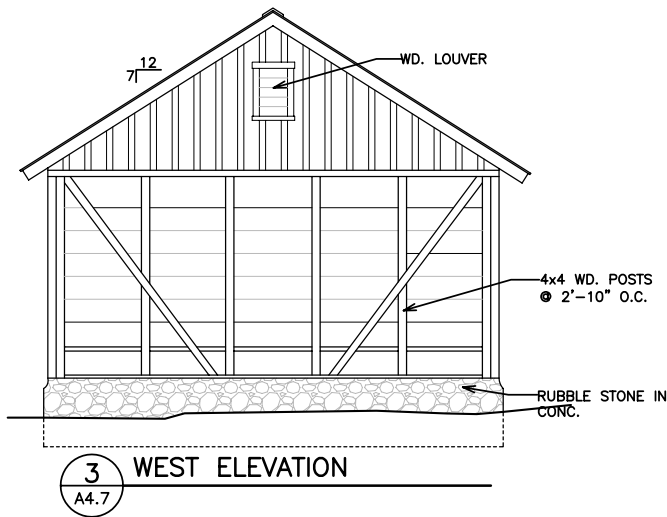 12
7
WD. LOUVER
4x4 WD. POSTS
@ 2'-10" O.C.
RUBBLE STONE IN
CONC.
3 WEST ELEVATION
A4.7